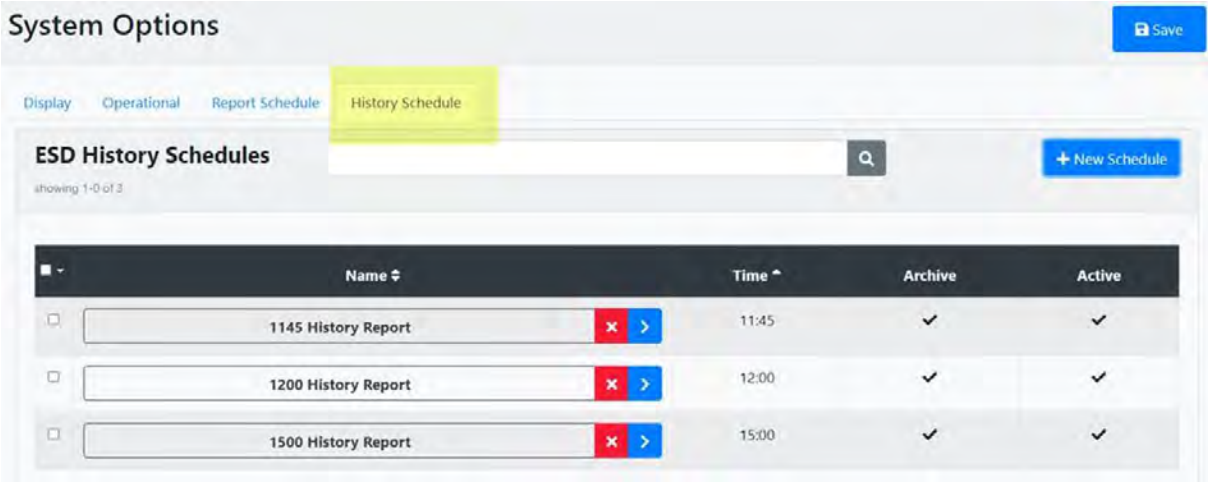 System Options
Save
Display Operational Report Schedule History Schedule
ESD History Schedules
+ New Schedule
showing 1-0 of 3
Name Time Archive Active
1145 History Report 11:45
1200 History Report 12:00
1500 History Report 15:00